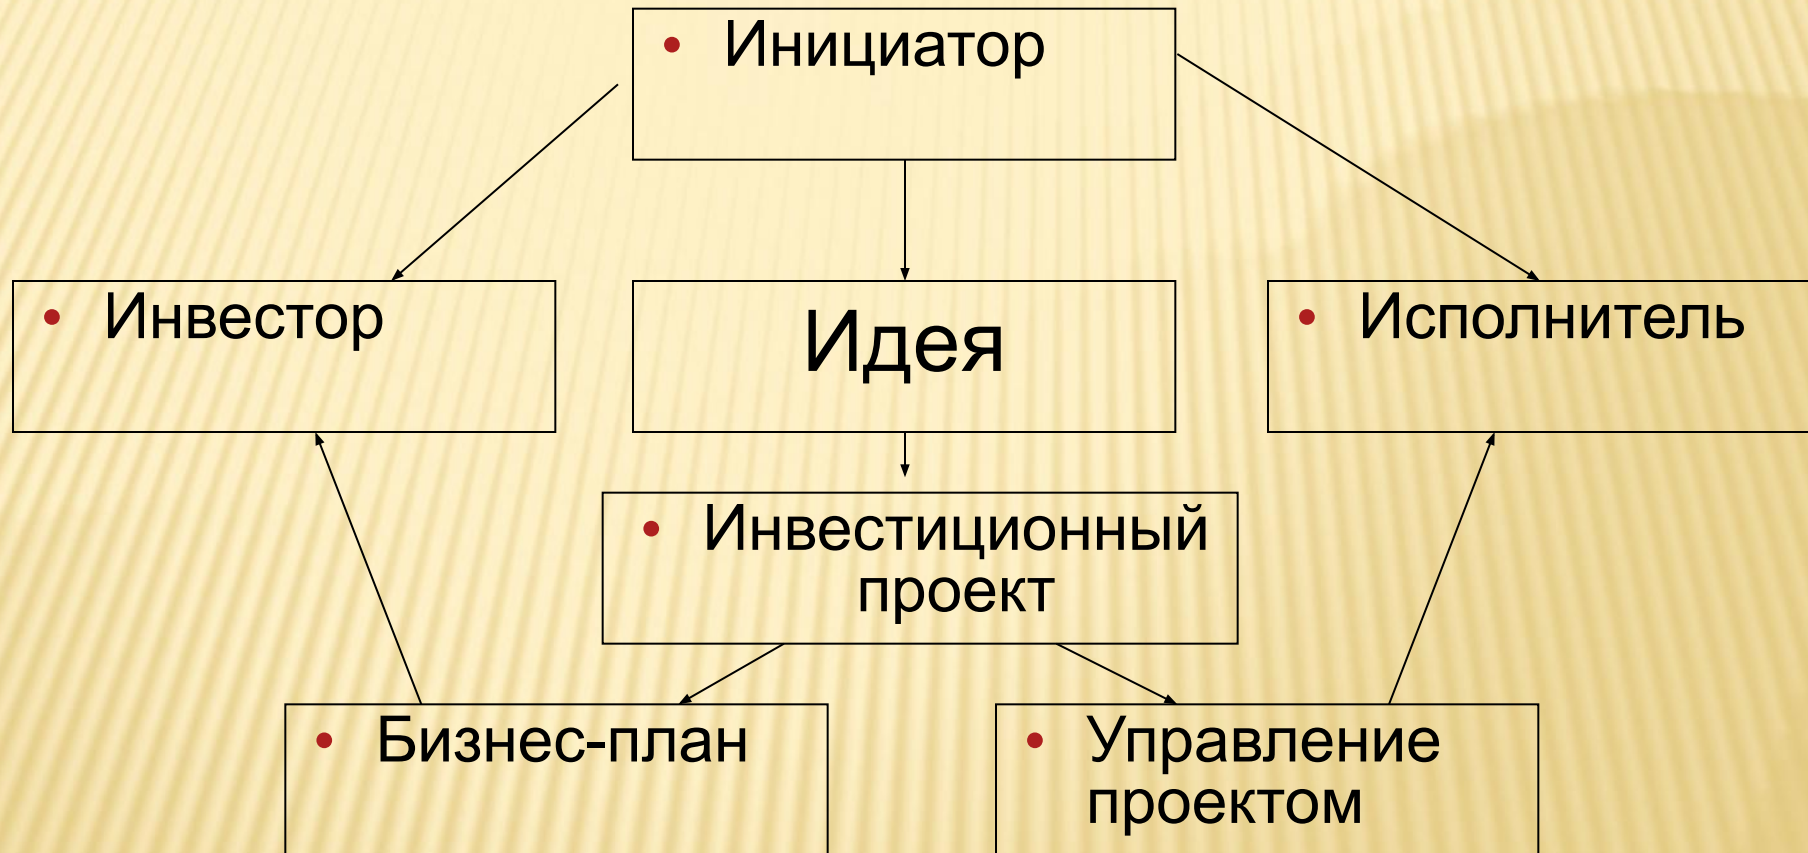 • Инициатор
• Инвестор
Идея
• Исполнитель
• Инвестиционный
проект
• Бизнес-план
• Управление
проектом